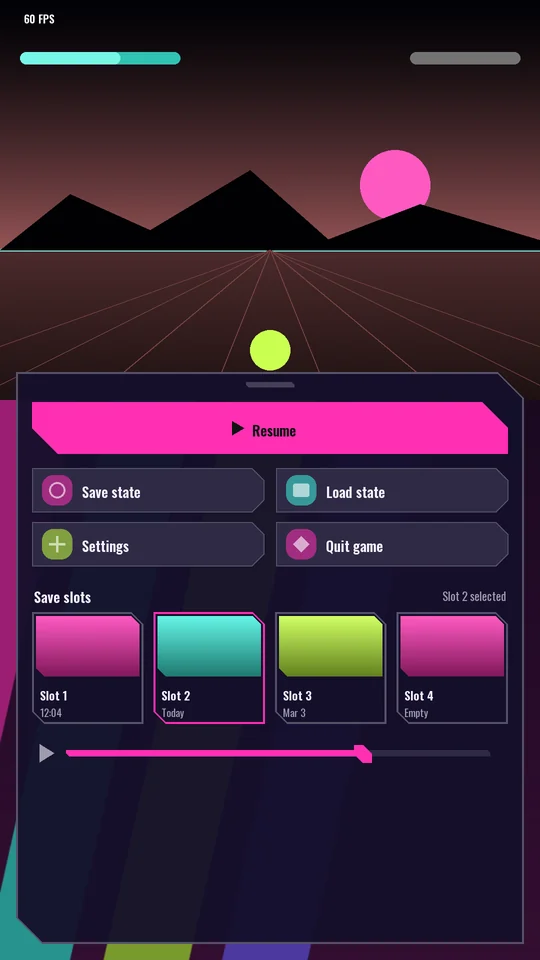 60 FPS
Resume
Save state
Load state
Settings
Quit game
Save slots
Slot 2 selected
Slot 1
12:04
Slot 2
Today
Slot 3
Mar 3
Slot 4
Empty